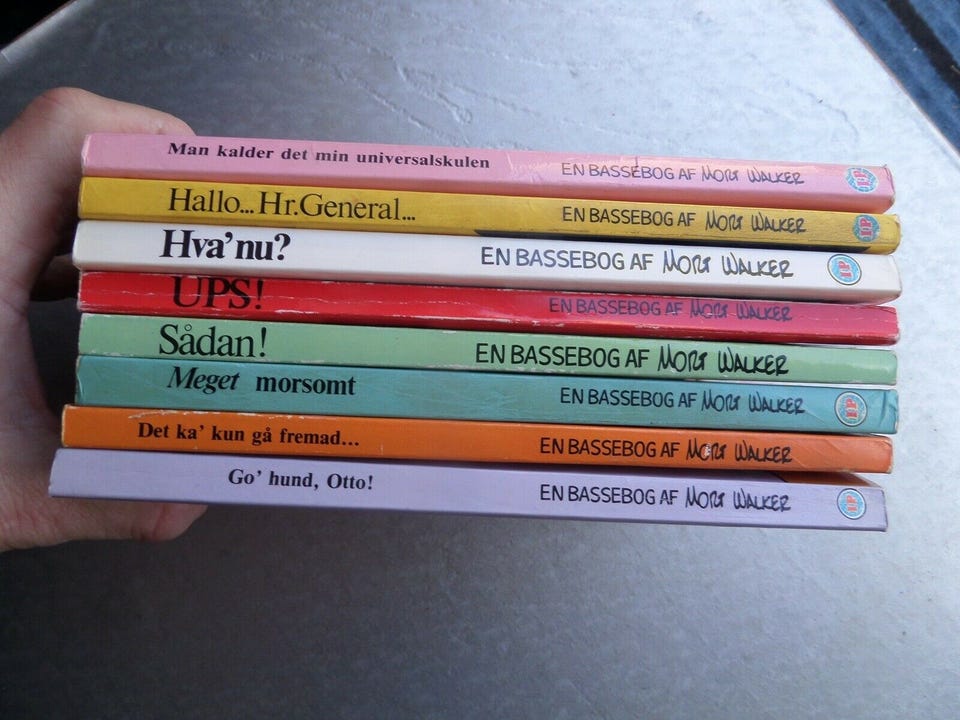 Man kalder det min universalskulen EN BASSEBOG AF MORT WALKER
Hallo... Hr.General... EN BASSEBOG AF MORT WALKER
Hva' nu? EN BASSEBOG AF MORT WALKER
UPS! EN BASSEBOG AF MORT WALKER
Sådan! EN BASSEBOG AF MORT WALKER
Meget morsomt EN BASSEBOG AF MORT WALKER
Det ka' kun gå fremad... EN BASSEBOG AF MORT WALKER
Go' hund, Otto! EN BASSEBOG AF MORT WALKER